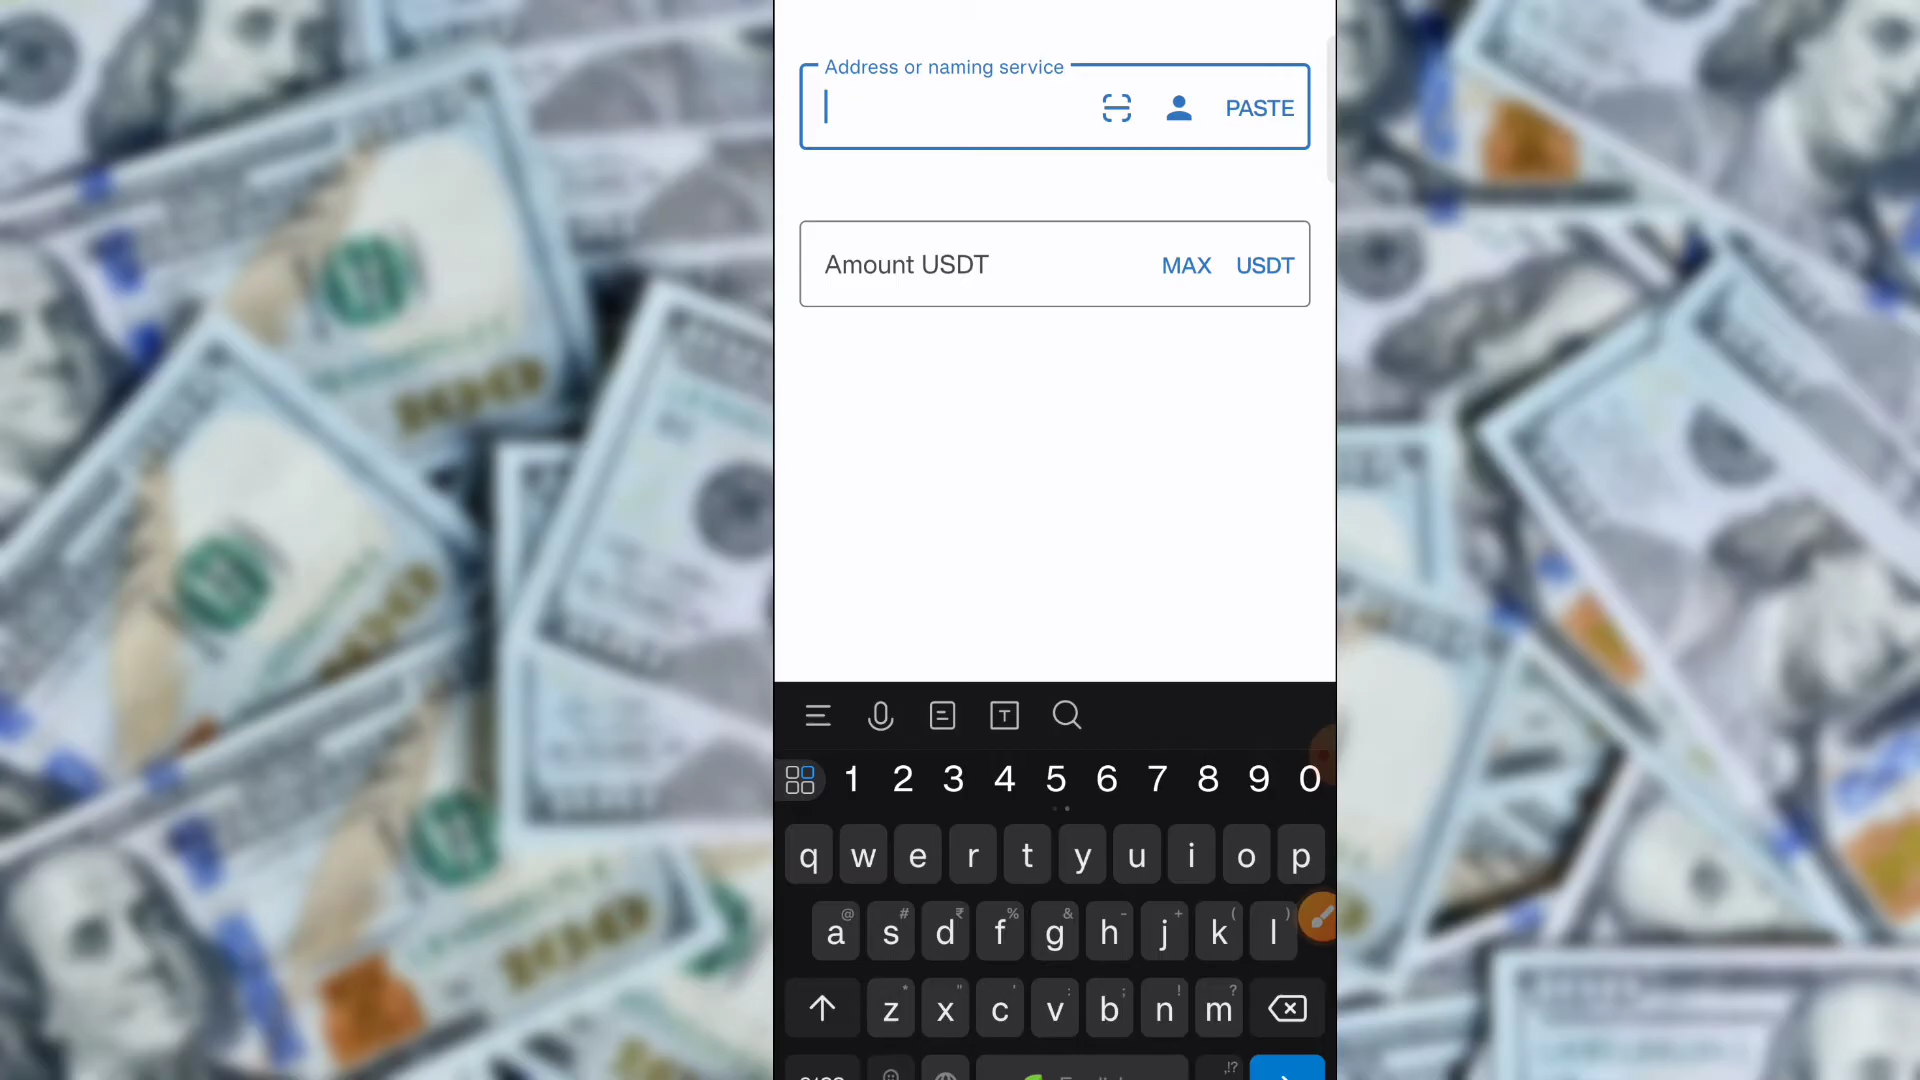 Address or naming service
PASTE
Amount USDT MAX USDT
1 2 3 4 5 6 7 8 9 0
q w e r t y u i o p
@ # ₹ % & - + ( )
a s d f g h j k l
* " ' : ; ! ?
z x c v b n m
,!?